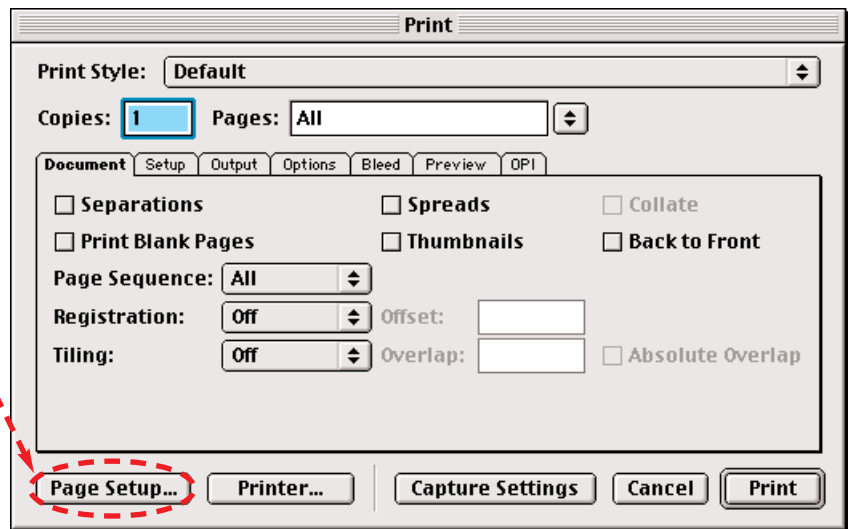 Print
Print Style: Default
Copies: 1 Pages: All
Document Setup Output Options Bleed Preview OPI
Separations Spreads Collate
Print Blank Pages Thumbnails Back to Front
Page Sequence: All
Registration: Off Offset:
Tiling: Off Overlap: Absolute Overlap
Page Setup... Printer... Capture Settings Cancel Print